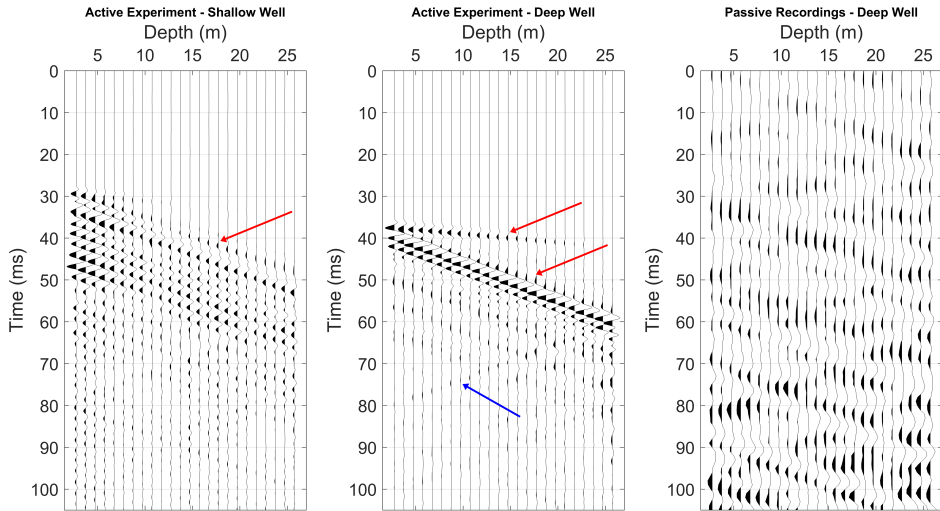 Active Experiment - Shallow Well
Depth (m)
5 10 15 20 25
0
10
20
30
40
50
60
70
80
90
100
Time (ms)
Active Experiment - Deep Well
Depth (m)
5 10 15 20 25
0
10
20
30
40
50
60
70
80
90
100
Time (ms)
Passive Recordings - Deep Well
Depth (m)
5 10 15 20 25
0
10
20
30
40
50
60
70
80
90
100
Time (ms)